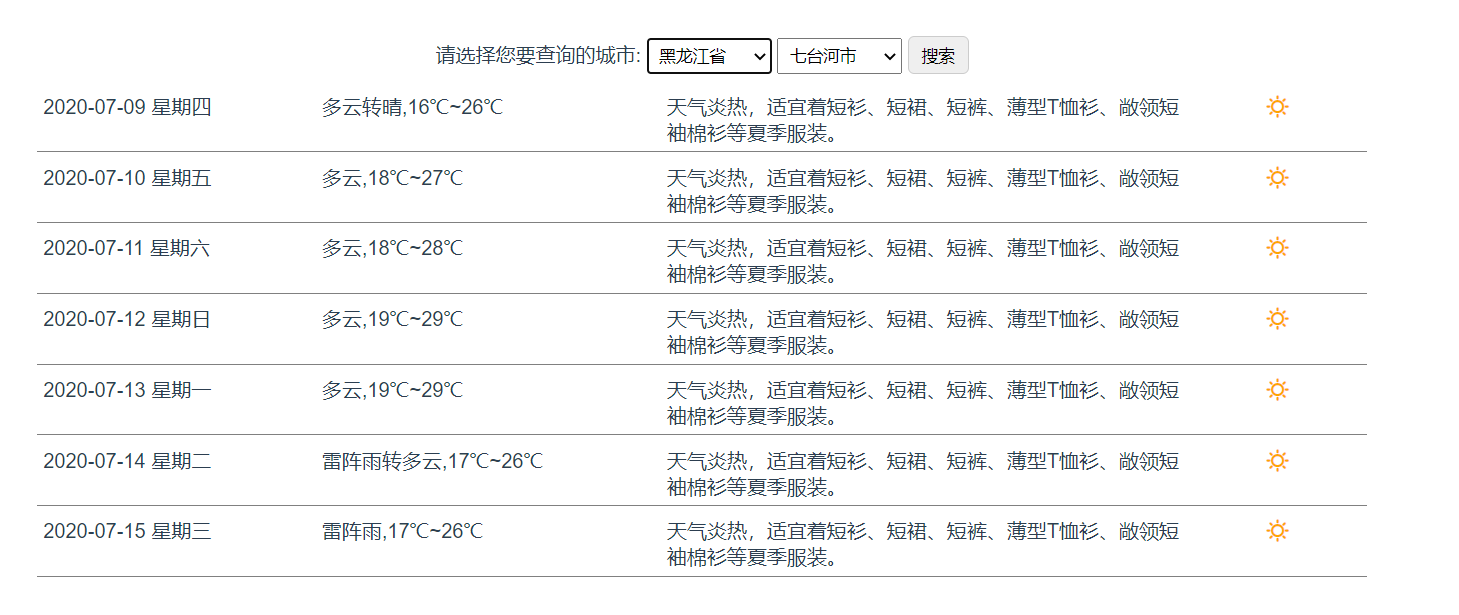 请选择您要查询的城市: 黑龙江省 七台河市 搜索
2020-07-09 星期四 多云转晴,16℃~26℃ 天气炎热，适宜着短衫、短裙、短裤、薄型T恤衫、敞领短
袖棉衫等夏季服装。
2020-07-10 星期五 多云,18℃~27℃ 天气炎热，适宜着短衫、短裙、短裤、薄型T恤衫、敞领短
袖棉衫等夏季服装。
2020-07-11 星期六 多云,18℃~28℃ 天气炎热，适宜着短衫、短裙、短裤、薄型T恤衫、敞领短
袖棉衫等夏季服装。
2020-07-12 星期日 多云,19℃~29℃ 天气炎热，适宜着短衫、短裙、短裤、薄型T恤衫、敞领短
袖棉衫等夏季服装。
2020-07-13 星期一 多云,19℃~29℃ 天气炎热，适宜着短衫、短裙、短裤、薄型T恤衫、敞领短
袖棉衫等夏季服装。
2020-07-14 星期二 雷阵雨转多云,17℃~26℃ 天气炎热，适宜着短衫、短裙、短裤、薄型T恤衫、敞领短
袖棉衫等夏季服装。
2020-07-15 星期三 雷阵雨,17℃~26℃ 天气炎热，适宜着短衫、短裙、短裤、薄型T恤衫、敞领短
袖棉衫等夏季服装。